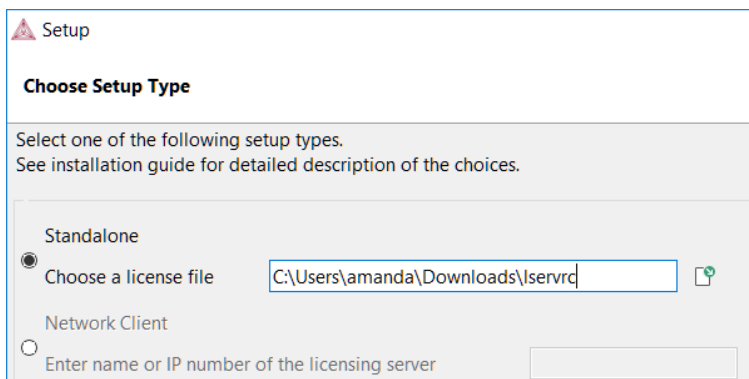 Setup
Choose Setup Type
Select one of the following setup types.
See installation guide for detailed description of the choices.
Standalone
Choose a license file C:\Users\amanda\Downloads\lservrc
Network Client
Enter name or IP number of the licensing server